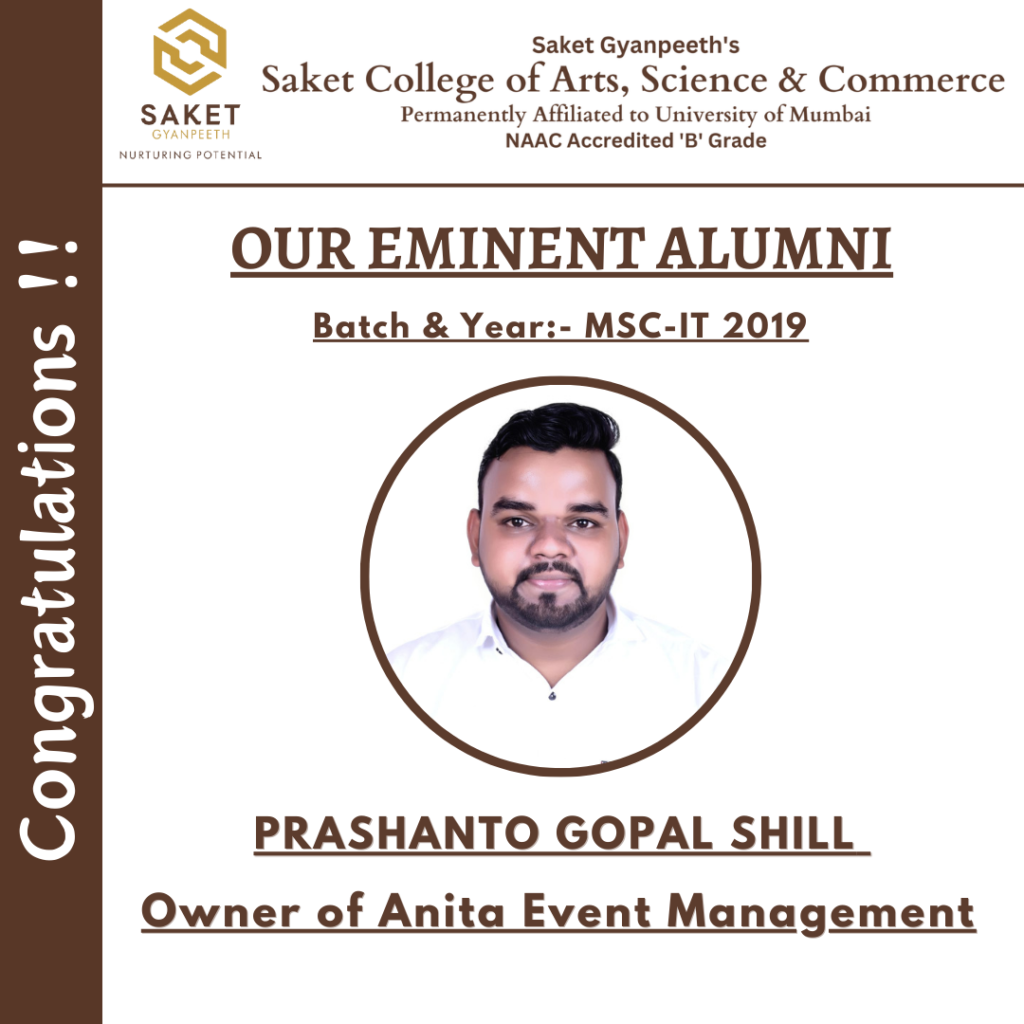 SAKET
GYANPEETH
NURTURING POTENTIAL
Saket Gyanpeeth's
Saket College of Arts, Science & Commerce
Permanently Affiliated to University of Mumbai
NAAC Accredited 'B' Grade
Congratulations !!
OUR EMINENT ALUMNI
Batch & Year:- MSC-IT 2019
PRASHANTO GOPAL SHILL
Owner of Anita Event Management